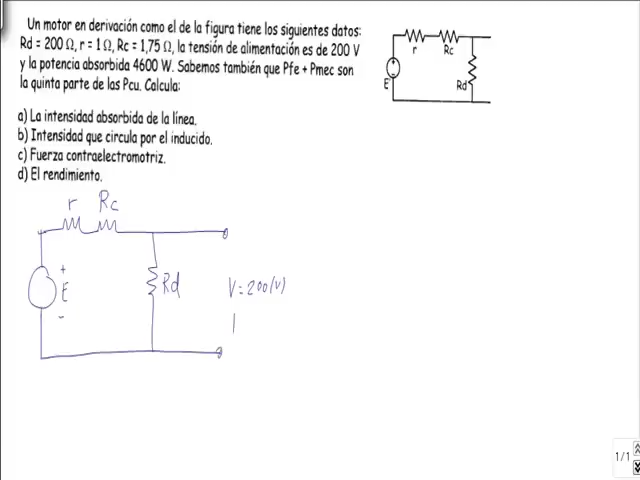 Un motor en derivación como el de la figura tiene los siguientes datos:
Rd = 200 Ω, r = 1 Ω, Rc = 1,75 Ω, la tensión de alimentación es de 200 V
y la potencia absorbida 4600 W. Sabemos también que Pfe + Pmec son
la quinta parte de las Pcu. Calcula:
a) La intensidad absorbida de la línea.
b) Intensidad que circula por el inducido.
c) Fuerza contraelectromotriz.
d) El rendimiento.
r Rc
E' Rd
r Rc
+
E
-
Rd
V = 200 (V)
1/1